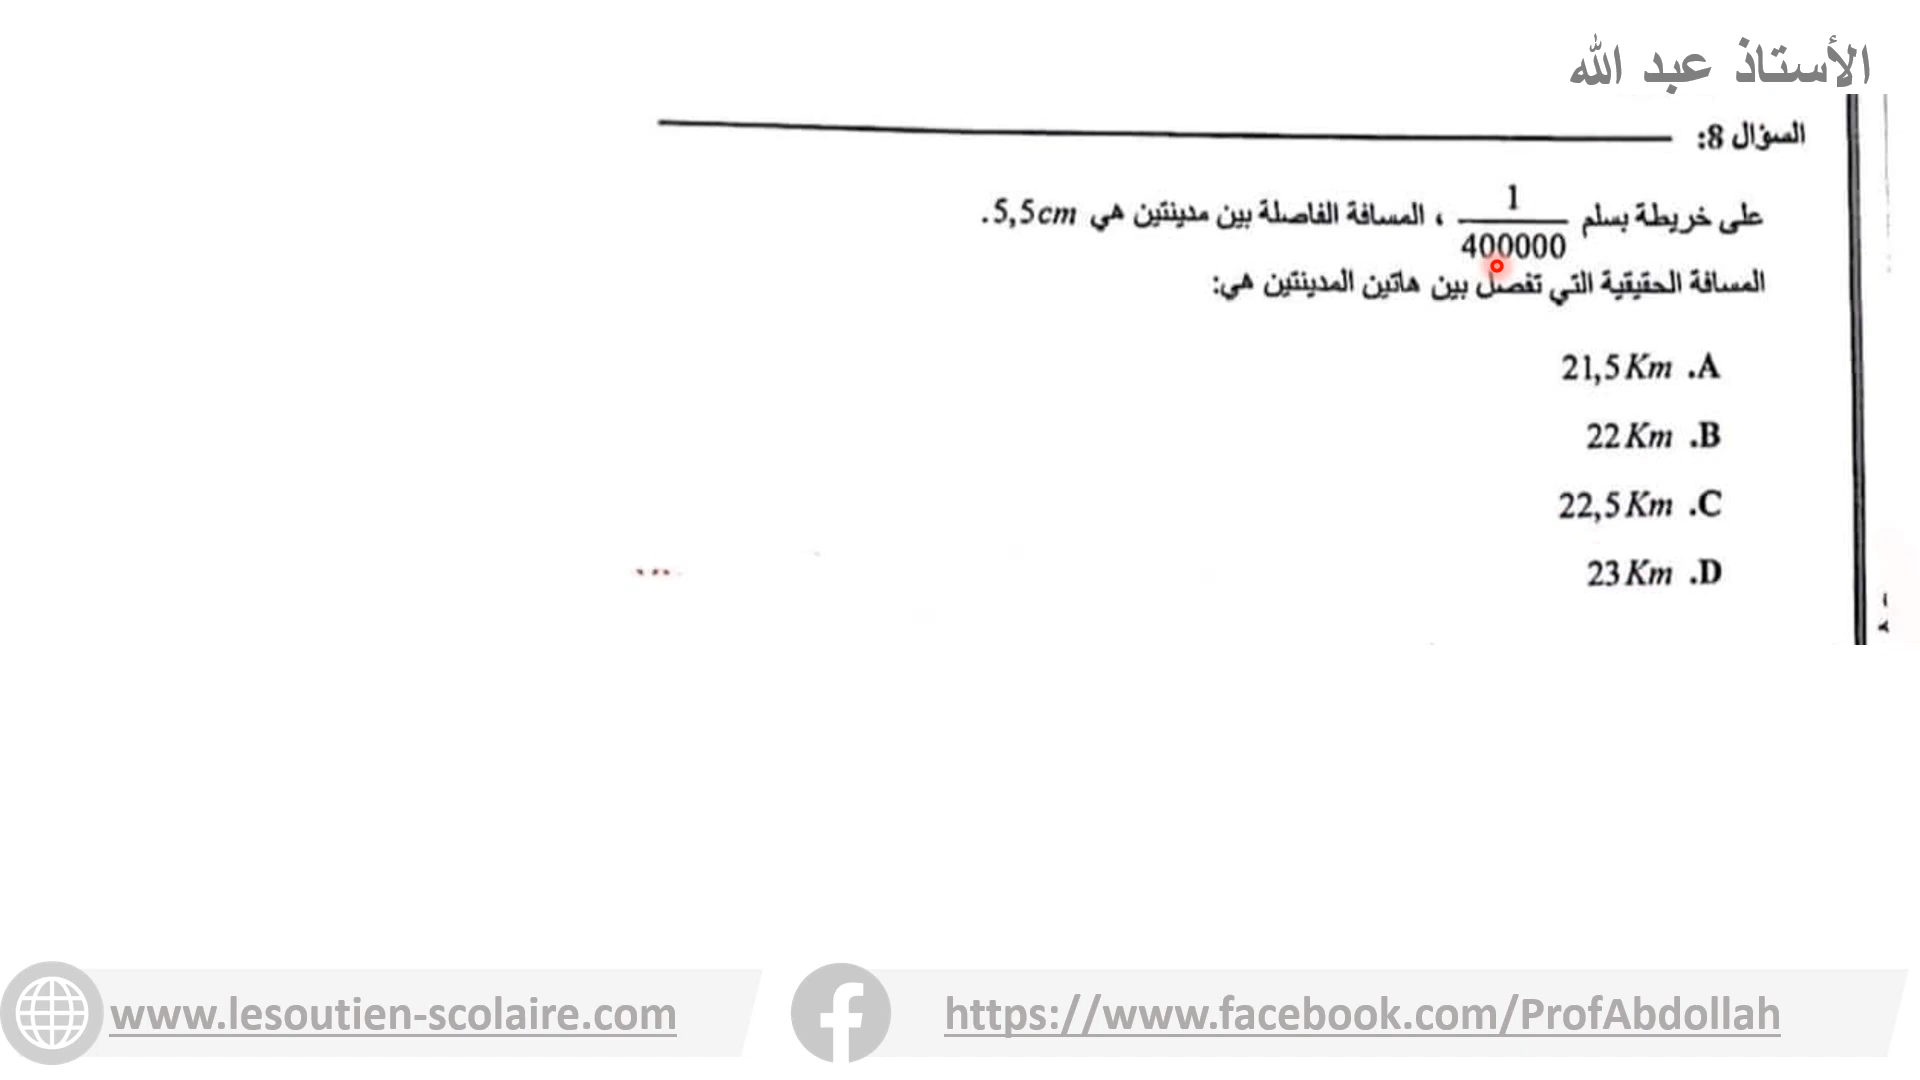 الأستاذ عبد الله
السؤال 8:
على خريطة بسلم 1/400000 ، المسافة الفاصلة بين مدينتين هي 5,5cm.
المسافة الحقيقية التي تفصل بين هاتين المدينتين هي:
A. 21,5Km
B. 22Km
C. 22,5Km
D. 23Km
www.lesoutien-scolaire.com
https://www.facebook.com/ProfAbdollah